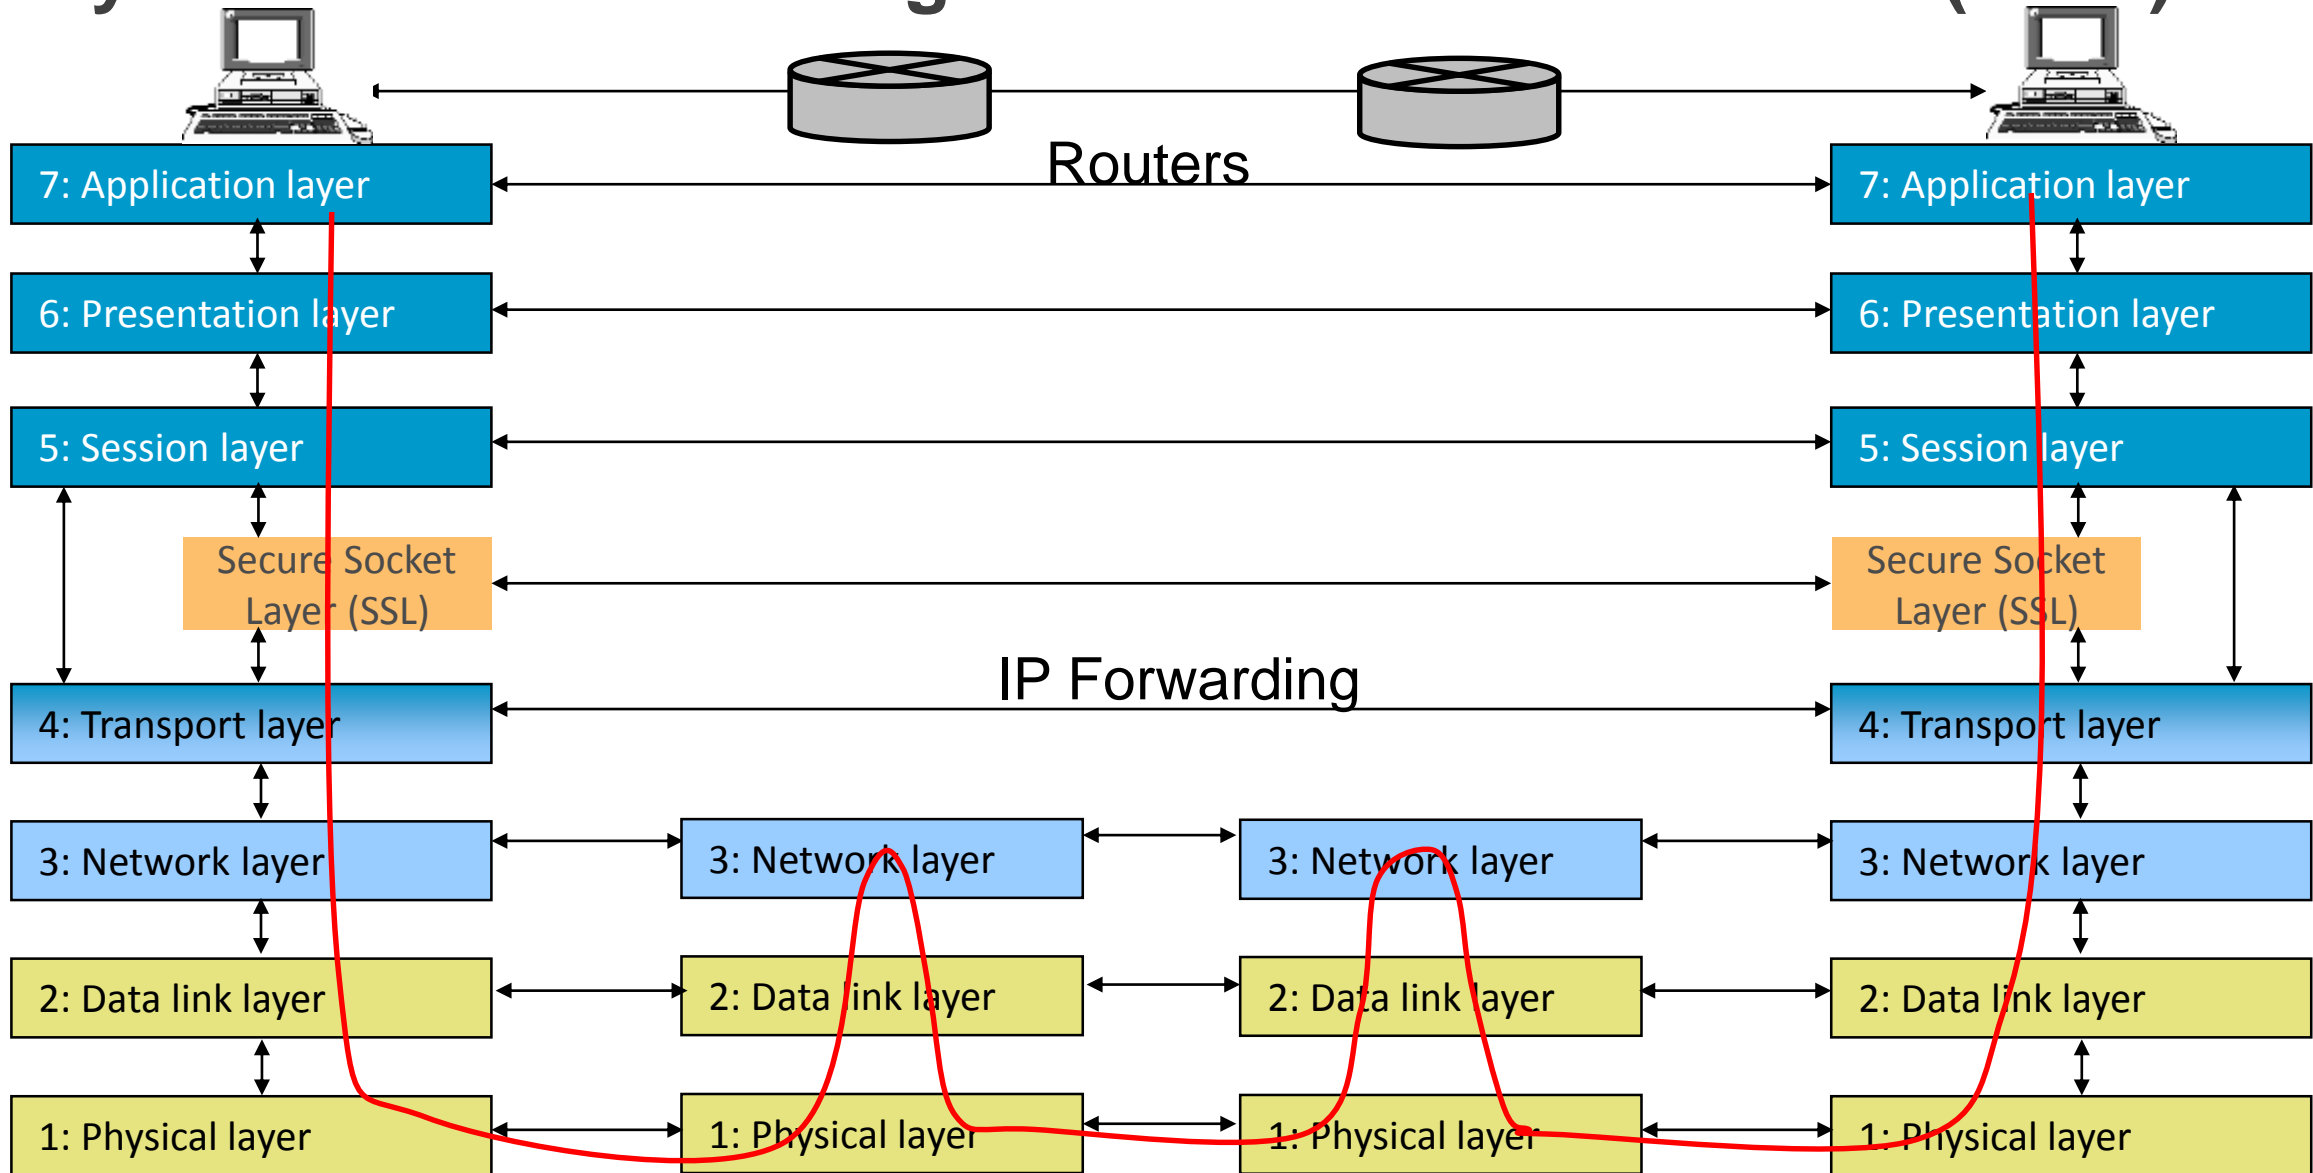 Routers
7: Application layer
7: Application layer
6: Presentation layer
6: Presentation layer
5: Session layer
5: Session layer
Secure Socket
Layer (SSL)
Secure Socket
Layer (SSL)
IP Forwarding
4: Transport layer
4: Transport layer
3: Network layer
3: Network layer
3: Network layer
3: Network layer
2: Data link layer
2: Data link layer
2: Data link layer
2: Data link layer
1: Physical layer
1: Physical layer
1: Physical layer
1: Physical layer